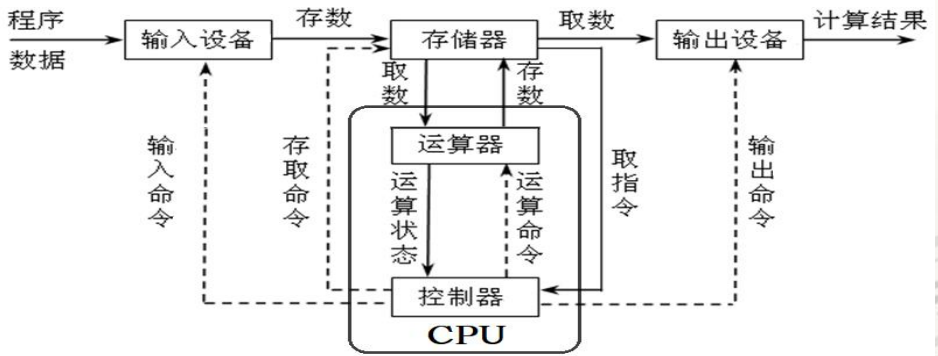 程序
数据
输入设备
存数
存储器
取数
输出设备
计算结果
取数
存数
输入命令
存取命令
运算器
取指令
输出命令
运算状态
运算命令
控制器
CPU